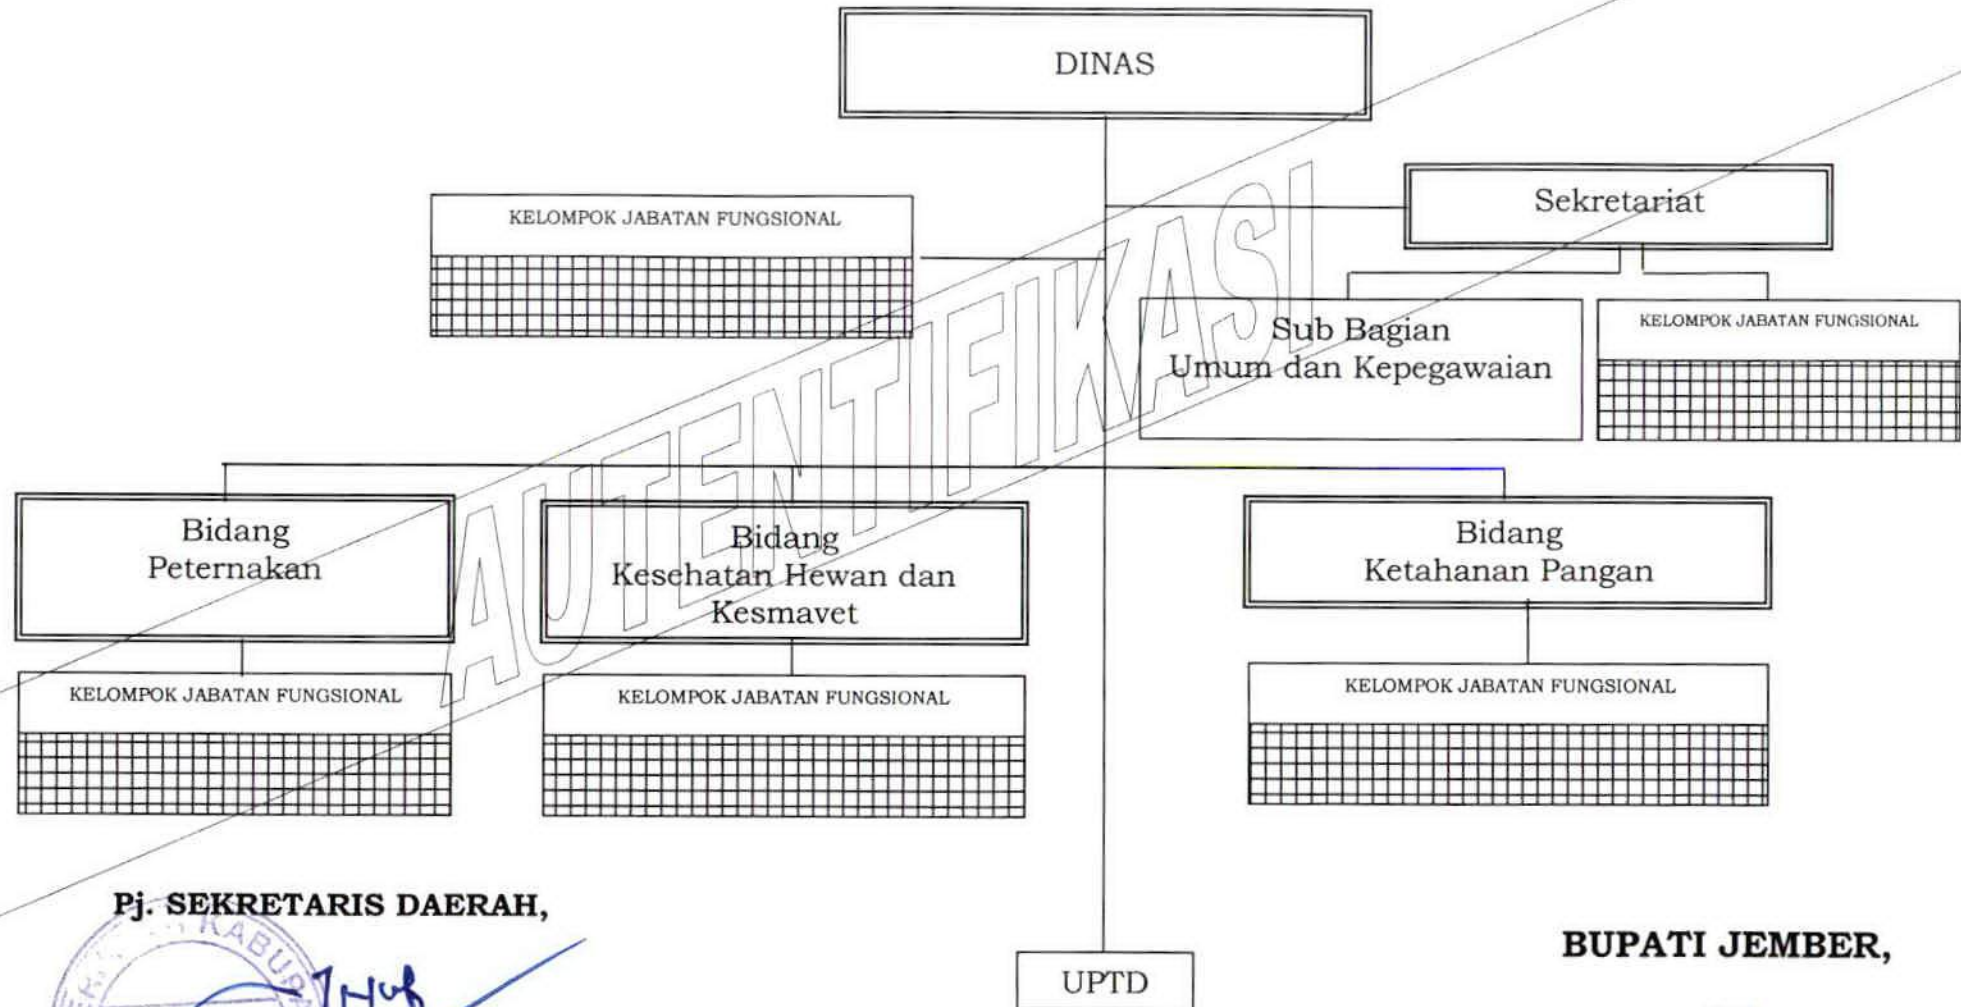 DINAS
Sekretariat
KELOMPOK JABATAN FUNGSIONAL
Sub Bagian
Umum dan Kepegawaian
KELOMPOK JABATAN FUNGSIONAL
AUTENTIFIKASI
Bidang
Peternakan
Bidang
Kesehatan Hewan dan
Kesmavet
Bidang
Ketahanan Pangan
KELOMPOK JABATAN FUNGSIONAL
KELOMPOK JABATAN FUNGSIONAL
KELOMPOK JABATAN FUNGSIONAL
Pj. SEKRETARIS DAERAH,
BUPATI JEMBER,
UPTD